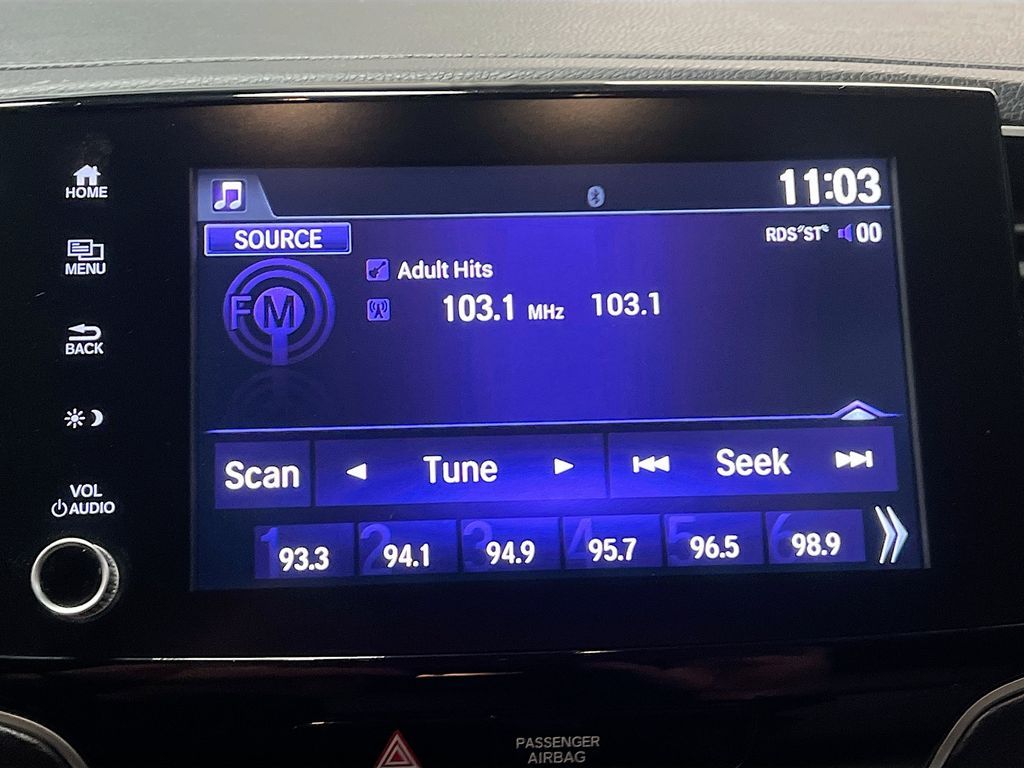 HOME
MENU
BACK
VOL
AUDIO
11:03
SOURCE
RDS ST 00
FM
Adult Hits
103.1 MHz 103.1
Scan Tune Seek
1 93.3
2 94.1
3 94.9
4 95.7
5 96.5
6 98.9
PASSENGER
AIRBAG